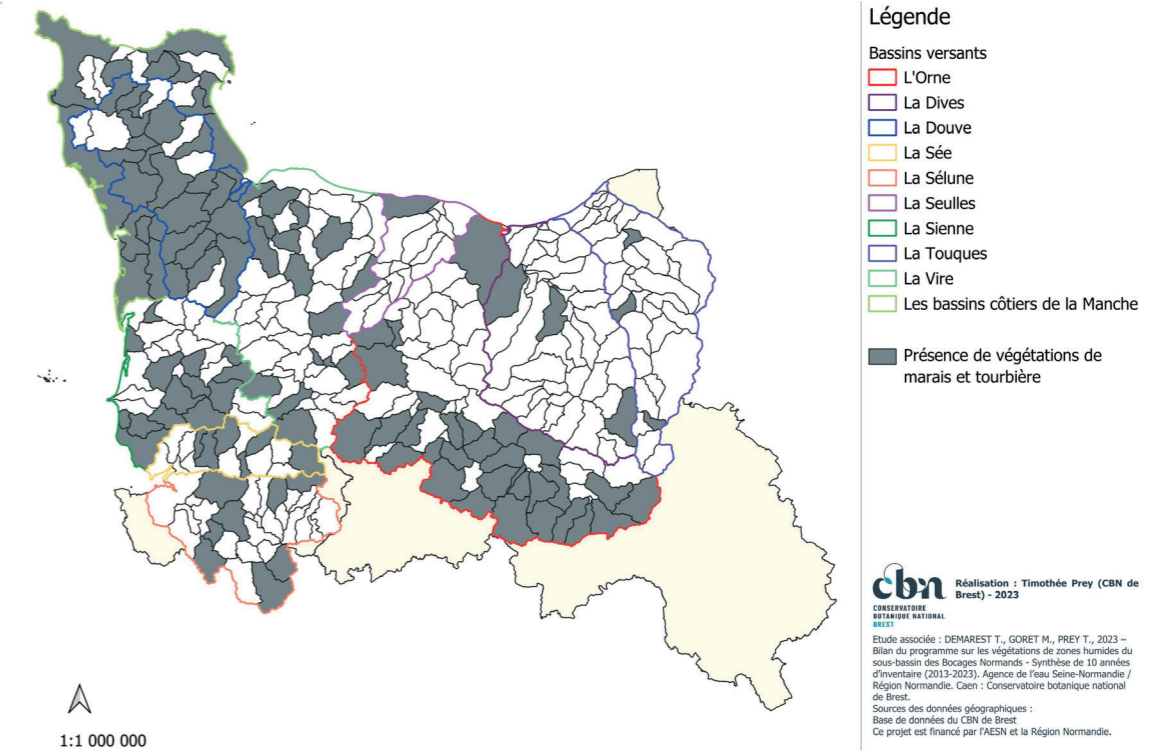 Légende
Bassins versants
L'Orne
La Dives
La Douve
La Sée
La Sélune
La Seulles
La Sienne
La Touques
La Vire
Les bassins côtiers de la Manche
Présence de végétations de
marais et tourbière
cbn
CONSERVATOIRE
BOTANIQUE NATIONAL
BREST
Réalisation : Timothée Prey (CBN de
Brest) - 2023
Etude associée : DEMAREST T., GORET M., PREY T., 2023 –
Bilan du programme sur les végétations de zones humides du
sous-bassin des Bocages Normands - Synthèse de 10 années
d'inventaire (2013-2023). Agence de l'eau Seine-Normandie /
Région Normandie. Caen : Conservatoire botanique national
de Brest.
Sources des données géographiques :
Base de données du CBN de Brest
Ce projet est financé par l'AESN et la Région Normandie.
1:1 000 000